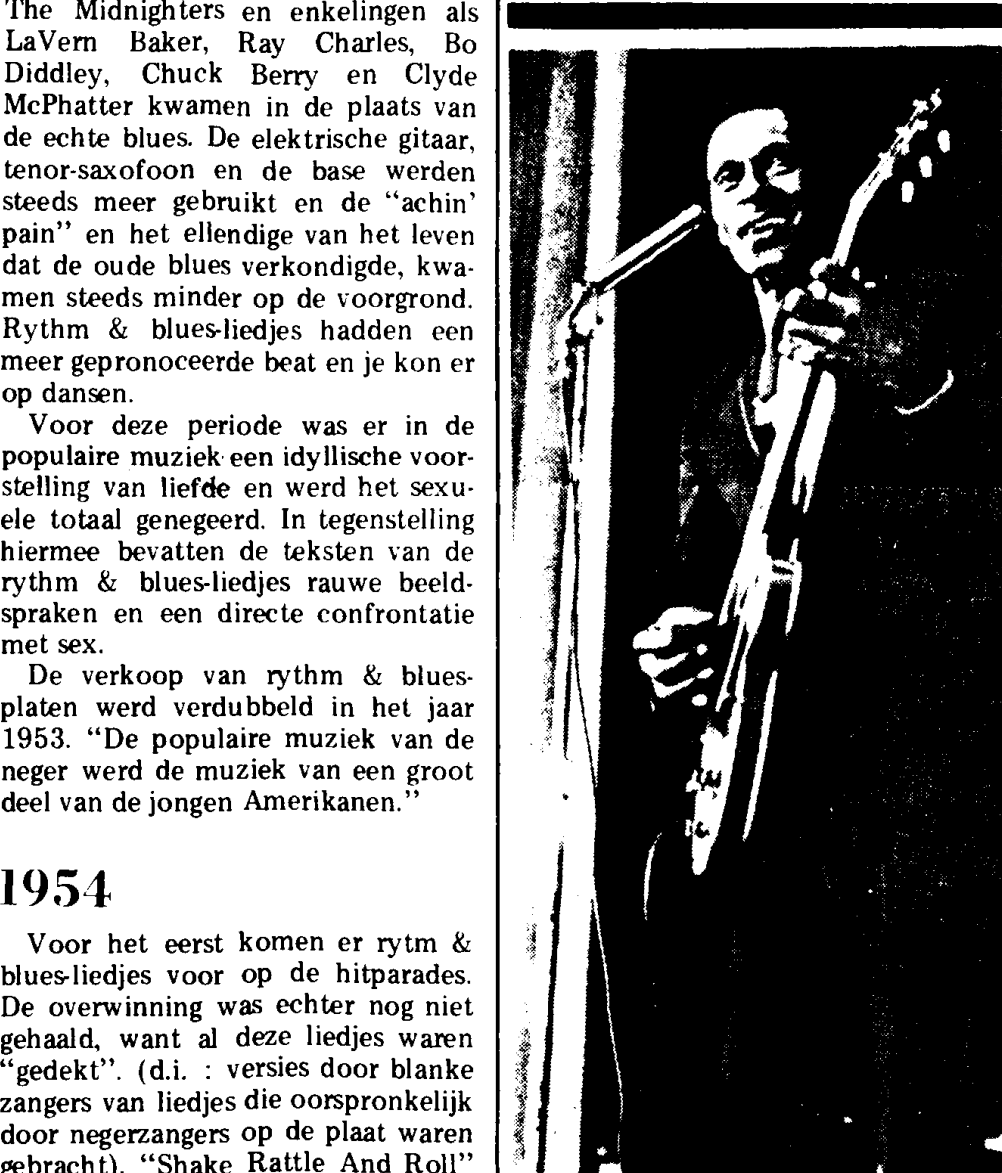 The Midnighters en enkelingen als
LaVern Baker, Ray Charles, Bo
Diddley, Chuck Berry en Clyde
McPhatter kwamen in de plaats van
de echte blues. De elektrische gitaar,
tenor-saxofoon en de base werden
steeds meer gebruikt en de “achin’
pain” en het ellendige van het leven
dat de oude blues verkondigde, kwa-
men steeds minder op de voorgrond.
Rythm & blues-liedjes hadden een
meer gepronoceerde beat en je kon er
op dansen.
Voor deze periode was er in de
populaire muziek een idyllische voor-
stelling van liefde en werd het sexu-
ele totaal genegeerd. In tegenstelling
hiermee bevatten de teksten van de
rythm & blues-liedjes rauwe beeld-
spraken en een directe confrontatie
met sex.
De verkoop van rythm & blues-
platen werd verdubbeld in het jaar
1953. “De populaire muziek van de
neger werd de muziek van een groot
deel van de jongen Amerikanen.”
1954
Voor het eerst komen er rytm &
blues-liedjes voor op de hitparades.
De overwinning was echter nog niet
gehaald, want al deze liedjes waren
“gedekt”. (d.i. : versies door blanke
zangers van liedjes die oorspronkelijk
door negerzangers op de plaat waren
gebracht). “Shake Rattle And Roll”